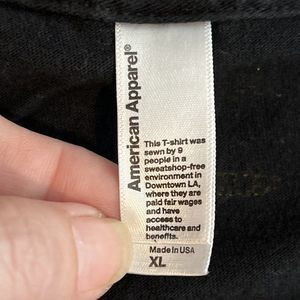 American Apparel®
This T-shirt was
sewn by 9
people in a
sweatshop-free
environment in
Downtown LA,
where they are
paid fair wages
and have
access to
healthcare and
benefits.
Made in USA
XL